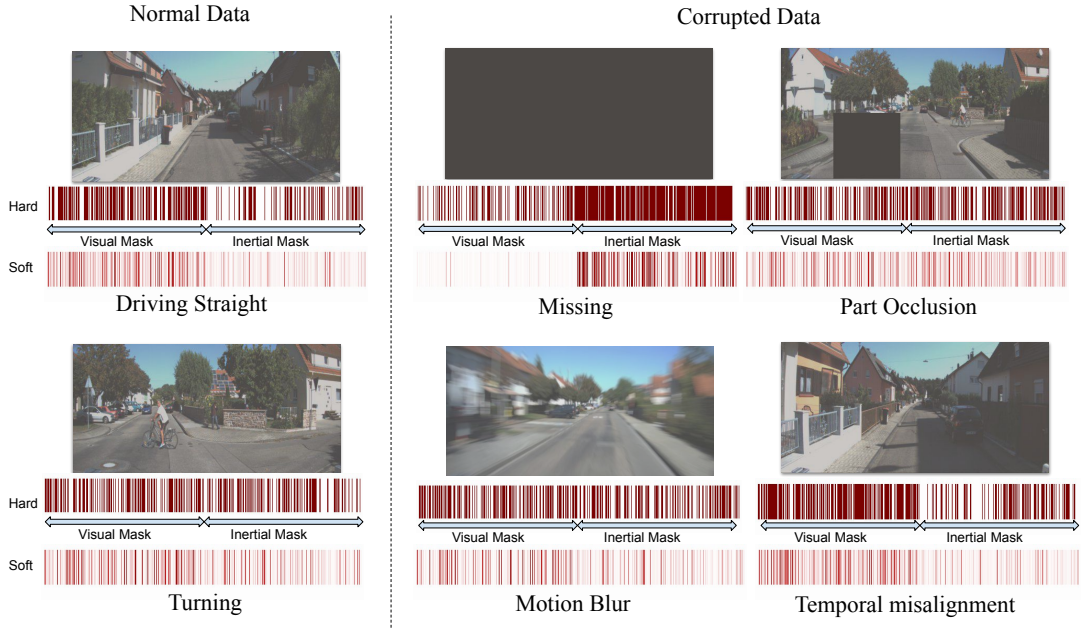 Normal Data
Corrupted Data
Hard
Visual Mask
Inertial Mask
Soft
Driving Straight
Visual Mask
Inertial Mask
Missing
Visual Mask
Inertial Mask
Part Occlusion
Hard
Visual Mask
Inertial Mask
Soft
Turning
Visual Mask
Inertial Mask
Motion Blur
Visual Mask
Inertial Mask
Temporal misalignment